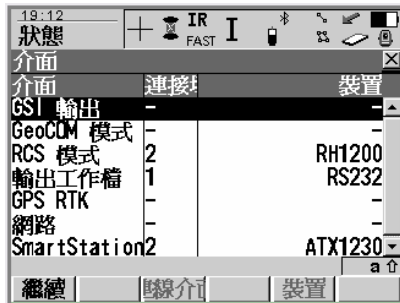 19:12
狀態
IR
FAST
I
介面
介面 連接 裝置
GSI 輸出 - -
GeoCOM 模式 - -
RCS 模式 2 RH1200
輸出工作檔 1 RS232
GPS RTK - -
網路 - -
SmartStation 2 ATX1230
a
繼續 線介 裝置